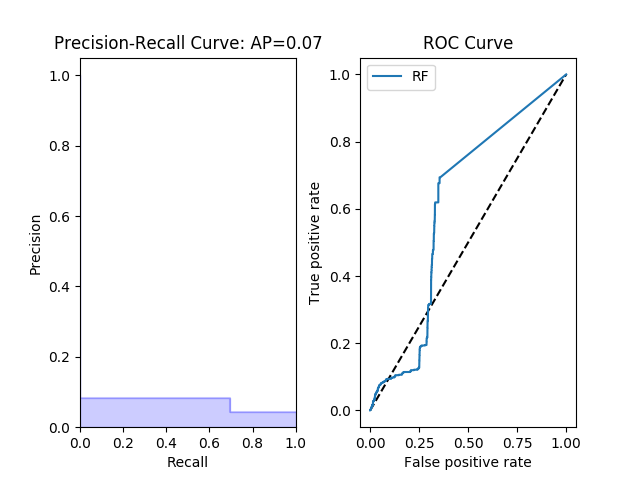 Precision-Recall Curve: AP=0.07
1.0
0.8
0.6
0.4
0.2
0.0
Precision
0.0 0.2 0.4 0.6 0.8 1.0
Recall
ROC Curve
RF
1.0
0.8
0.6
0.4
0.2
0.0
True positive rate
0.00 0.25 0.50 0.75 1.00
False positive rate